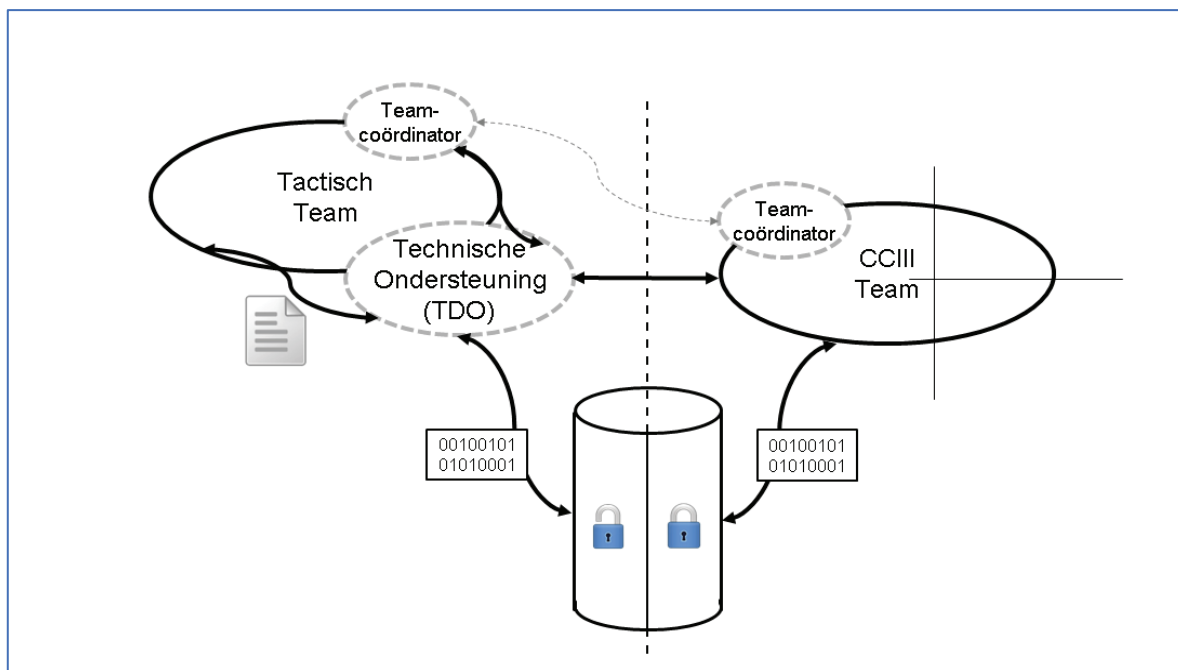 Team-
coördinator
Tactisch
Team
Team-
coördinator
Technische
Ondersteuning
(TDO)
CCIII
Team
00100101
01010001
00100101
01010001